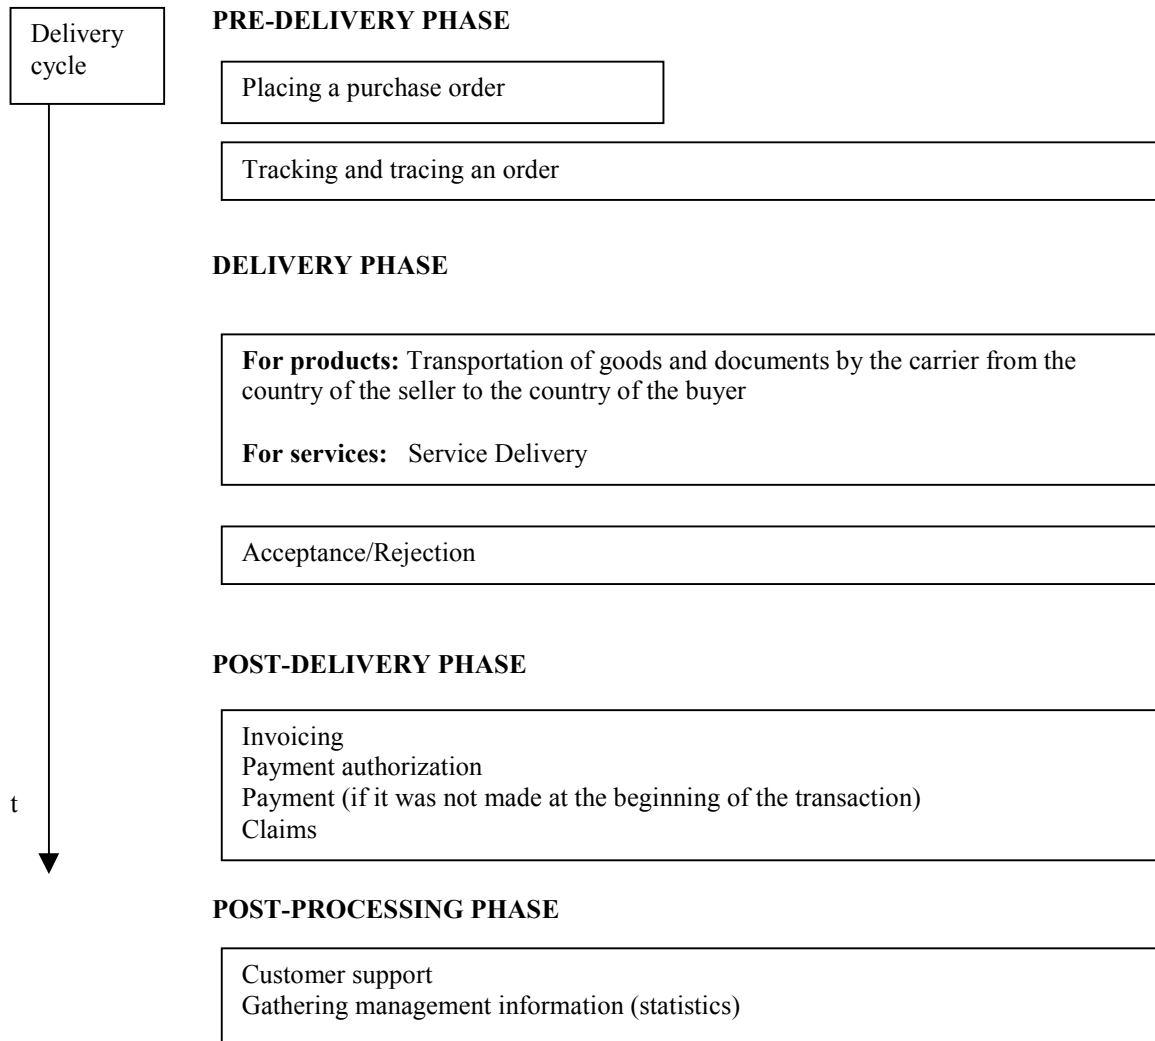 Delivery
cycle
PRE-DELIVERY PHASE
Placing a purchase order
Tracking and tracing an order
DELIVERY PHASE
For products: Transportation of goods and documents by the carrier from the
country of the seller to the country of the buyer
For services: Service Delivery
Acceptance/Rejection
POST-DELIVERY PHASE
Invoicing
Payment authorization
Payment (if it was not made at the beginning of the transaction)
Claims
t
POST-PROCESSING PHASE
Customer support
Gathering management information (statistics)